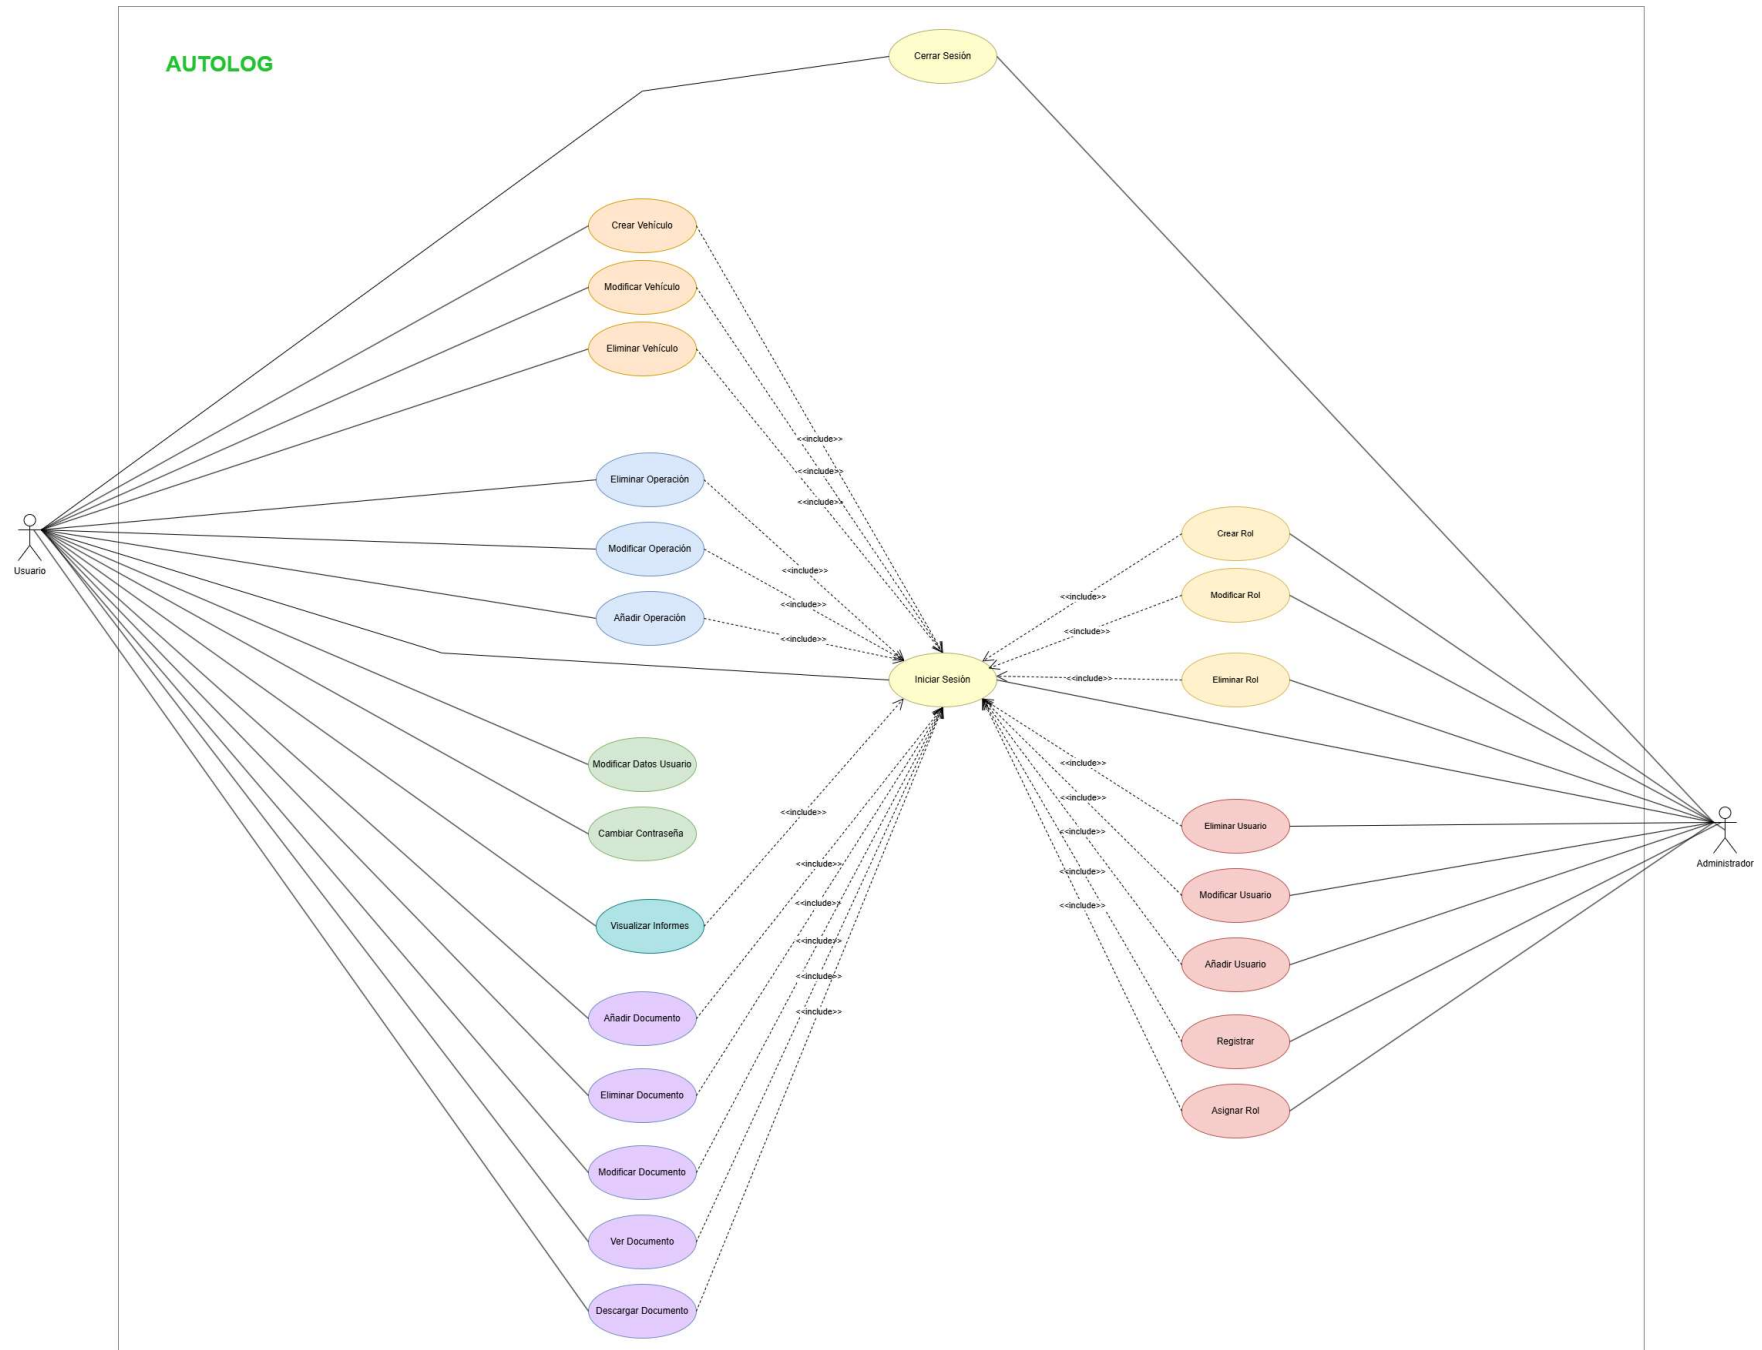 AUTOLOG
Cerrar Sesión
Crear Vehículo
Modificar Vehículo
Eliminar Vehículo
<<include>>
<<include>>
<<include>>
Eliminar Operación
Modificar Operación
Añadir Operación
<<include>>
<<include>>
<<include>>
Usuario
Iniciar Sesión
Crear Rol
Modificar Rol
Eliminar Rol
<<include>>
<<include>>
<<include>>
Modificar Datos Usuario
Cambiar Contraseña
Visualizar Informes
<<include>>
Añadir Documento
Eliminar Documento
Modificar Documento
Ver Documento
Descargar Documento
<<include>>
<<include>>
<<include>>
<<include>>
<<include>>
<<include>>
<<include>>
<<include>>
<<include>>
<<include>>
Eliminar Usuario
Modificar Usuario
Añadir Usuario
Registrar
Asignar Rol
Administrador